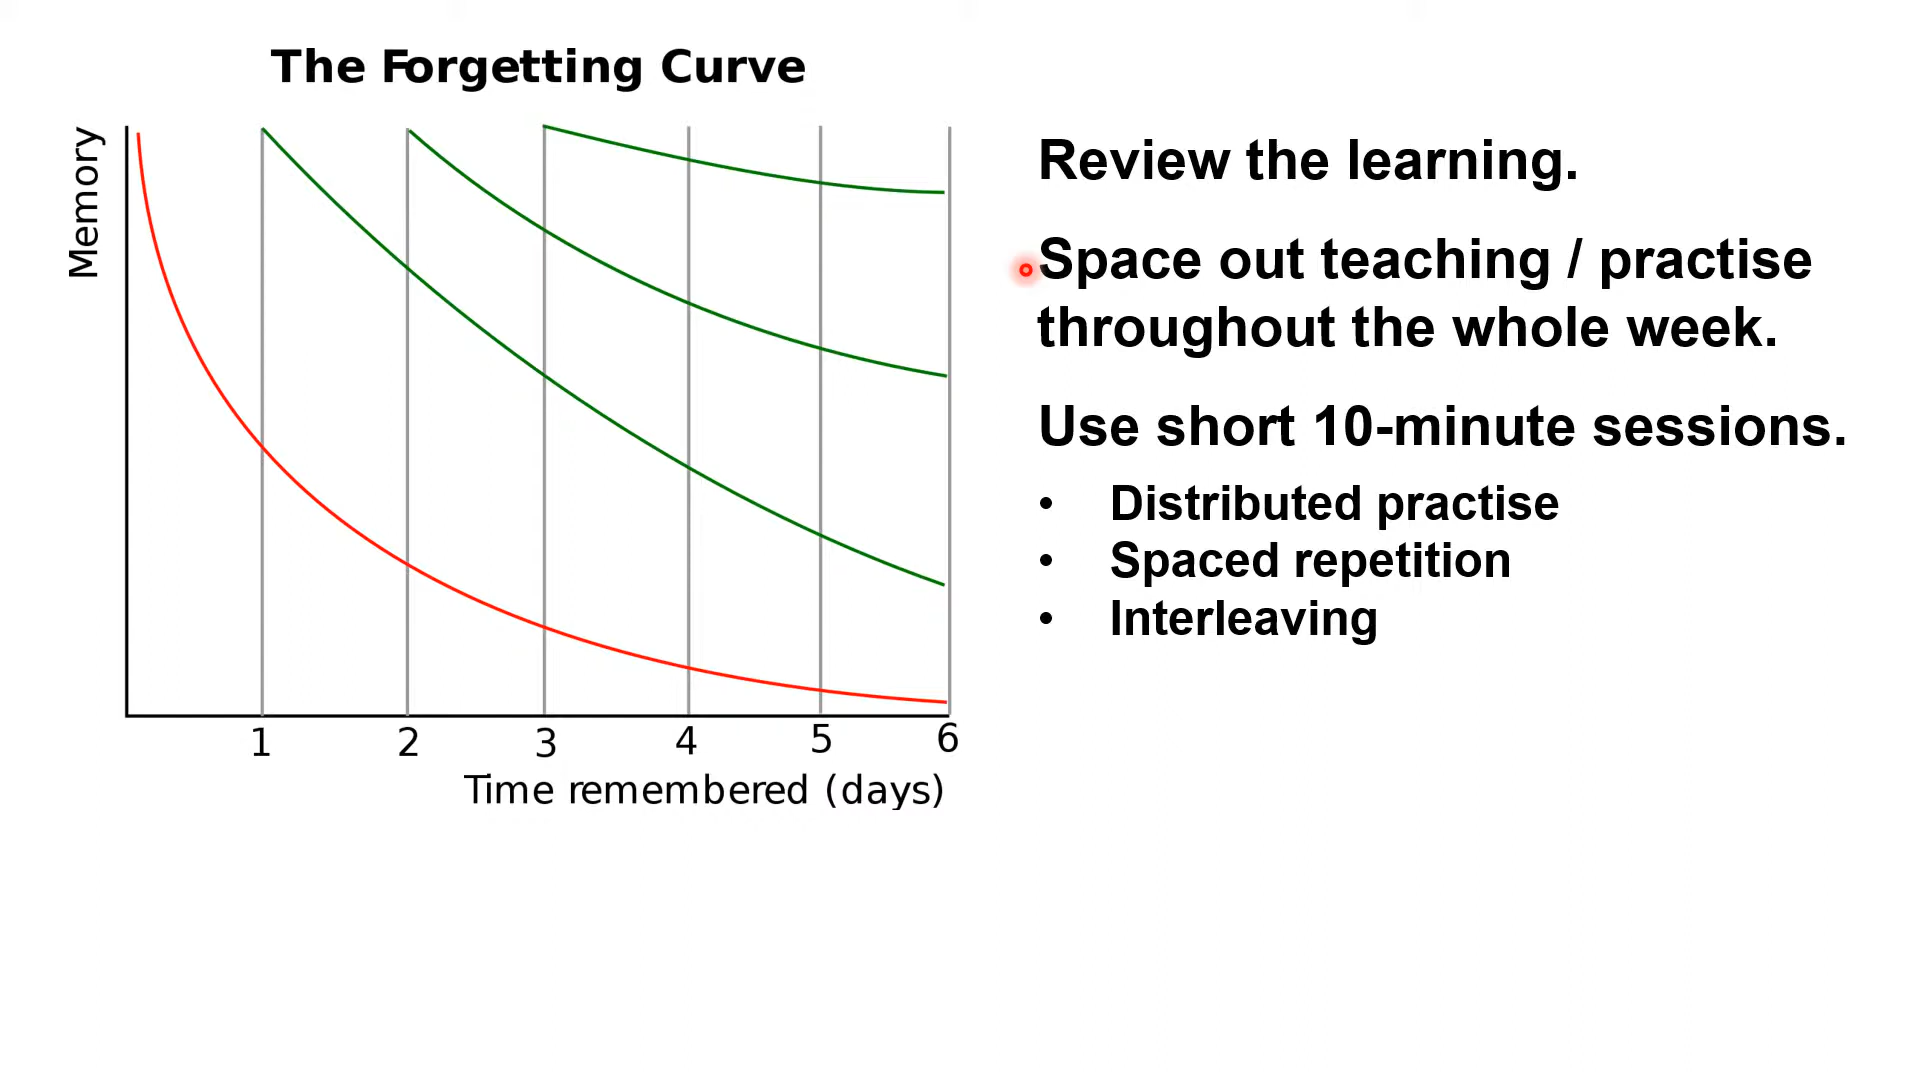 The Forgetting Curve
Memory
1 2 3 4 5 6
Time remembered (days)
Review the learning.
Space out teaching / practise
throughout the whole week.
Use short 10-minute sessions.
• Distributed practise
• Spaced repetition
• Interleaving